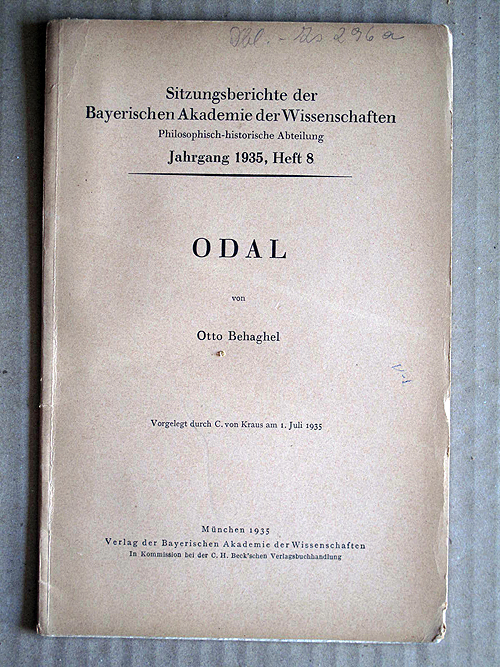 296a
Sitzungsberichte der
Bayerischen Akademie der Wissenschaften
Philosophisch-historische Abteilung
Jahrgang 1935, Heft 8
ODAL
von
Otto Behaghel
Vorgelegt durch C. von Kraus am 1. Juli 1935
München 1935
Verlag der Bayerischen Akademie der Wissenschaften
In Kommission bei der C. H. Beck'schen Verlagsbuchhandlung